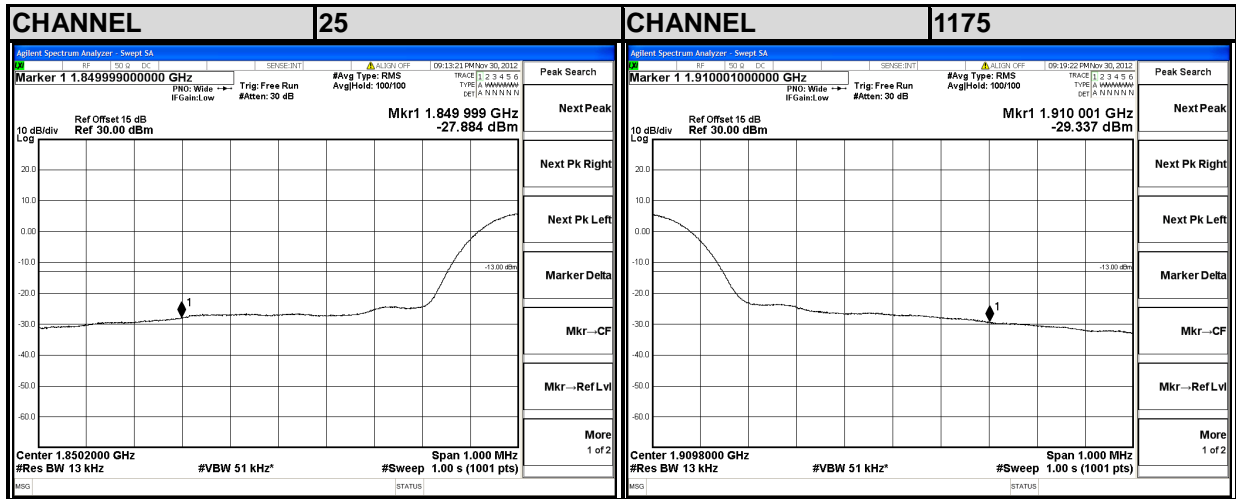 CHANNEL 25
Agilent Spectrum Analyzer - Swept SA
RF 50 Ω DC SENSE:INT ALIGN OFF 09:13:21 PM Nov 30, 2012
Marker 1 1.849999000000 GHz
PNO: Wide
IFGain:Low
Trig: Free Run
#Atten: 30 dB
#Avg Type: RMS
Avg|Hold: 100/100
TRACE 1 2 3 4 5 6
TYPE A WWWWW
DET A N N N N N
Mkr1 1.849 999 GHz
-27.884 dBm
Ref Offset 15 dB
10 dB/div Ref 30.00 dBm
Log
20.0
10.0
0.00
-10.0
-13.00 dBm
-20.0
1
-30.0
-40.0
-50.0
-60.0
Center 1.8502000 GHz Span 1.000 MHz
#Res BW 13 kHz #VBW 51 kHz* #Sweep 1.00 s (1001 pts)
MSG STATUS
Peak Search
Next Peak
Next Pk Right
Next Pk Left
Marker Delta
Mkr→CF
Mkr→Ref Lvl
More
1 of 2
CHANNEL 1175
Agilent Spectrum Analyzer - Swept SA
RF 50 Ω DC SENSE:INT ALIGN OFF 09:19:22 PM Nov 30, 2012
Marker 1 1.910001000000 GHz
PNO: Wide
IFGain:Low
Trig: Free Run
#Atten: 30 dB
#Avg Type: RMS
Avg|Hold: 100/100
TRACE 1 2 3 4 5 6
TYPE A WWWWW
DET A N N N N N
Mkr1 1.910 001 GHz
-29.337 dBm
Ref Offset 15 dB
10 dB/div Ref 30.00 dBm
Log
20.0
10.0
0.00
-10.0
-13.00 dBm
-20.0
1
-30.0
-40.0
-50.0
-60.0
Center 1.9098000 GHz Span 1.000 MHz
#Res BW 13 kHz #VBW 51 kHz* #Sweep 1.00 s (1001 pts)
MSG STATUS
Peak Search
Next Peak
Next Pk Right
Next Pk Left
Marker Delta
Mkr→CF
Mkr→Ref Lvl
More
1 of 2